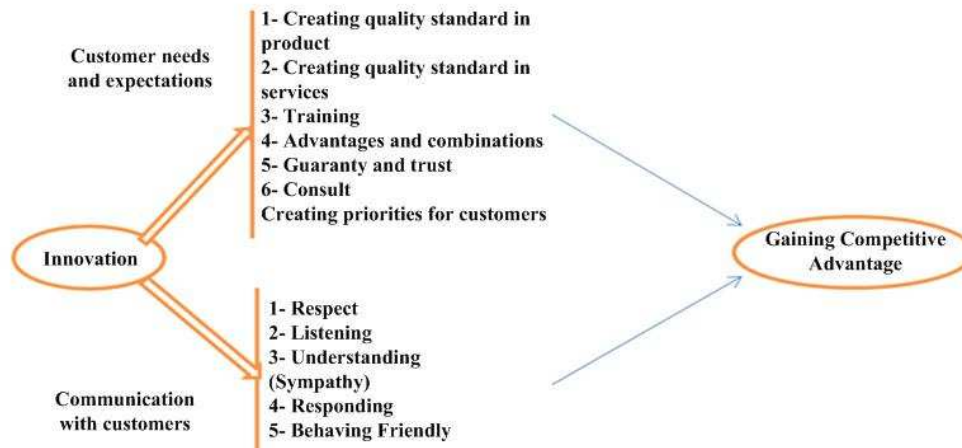 Customer needs
and expectations
1- Creating quality standard in
product
2- Creating quality standard in
services
3- Training
4- Advantages and combinations
5- Guaranty and trust
6- Consult
Creating priorities for customers
Innovation
Gaining Competitive
Advantage
Communication
with customers
1- Respect
2- Listening
3- Understanding
(Sympathy)
4- Responding
5- Behaving Friendly